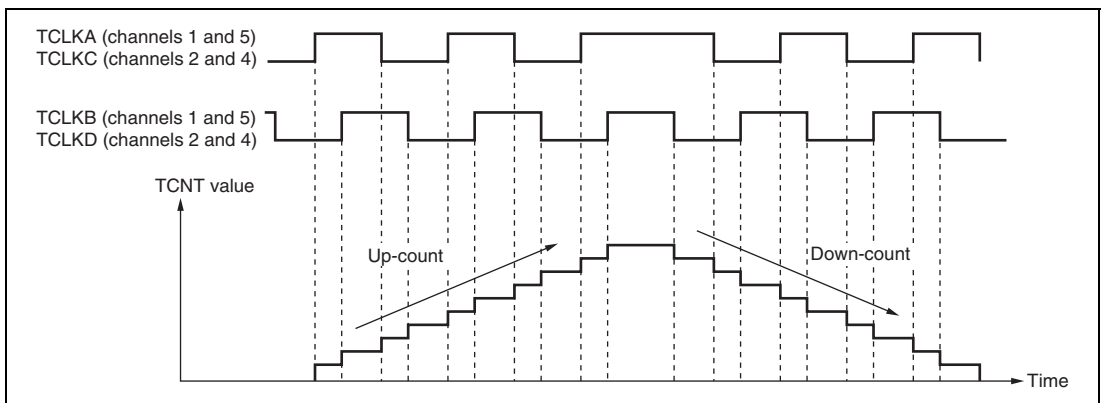 TCLKA (channels 1 and 5)
TCLKC (channels 2 and 4)
TCLKB (channels 1 and 5)
TCLKD (channels 2 and 4)
TCNT value
Up-count
Down-count
Time